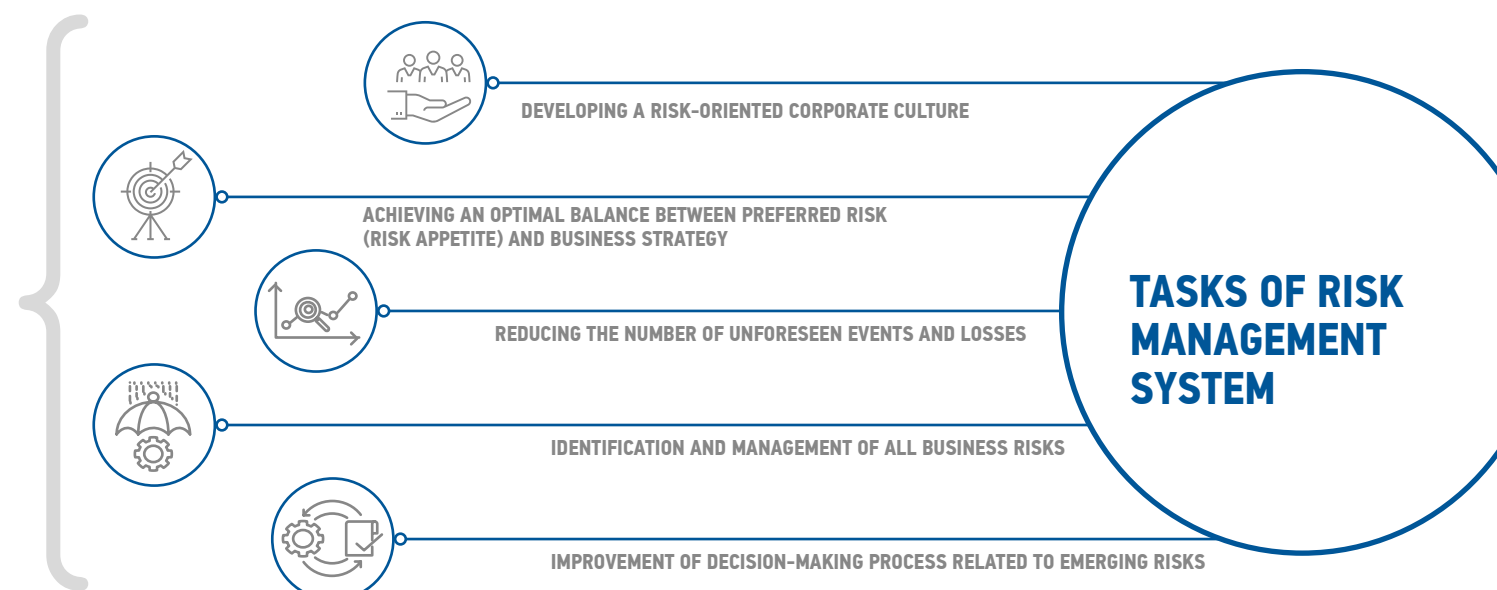 DEVELOPING A RISK-ORIENTED CORPORATE CULTURE
ACHIEVING AN OPTIMAL BALANCE BETWEEN PREFERRED RISK
(RISK APPETITE) AND BUSINESS STRATEGY
REDUCING THE NUMBER OF UNFORESEEN EVENTS AND LOSSES
IDENTIFICATION AND MANAGEMENT OF ALL BUSINESS RISKS
IMPROVEMENT OF DECISION-MAKING PROCESS RELATED TO EMERGING RISKS
TASKS OF RISK
MANAGEMENT
SYSTEM